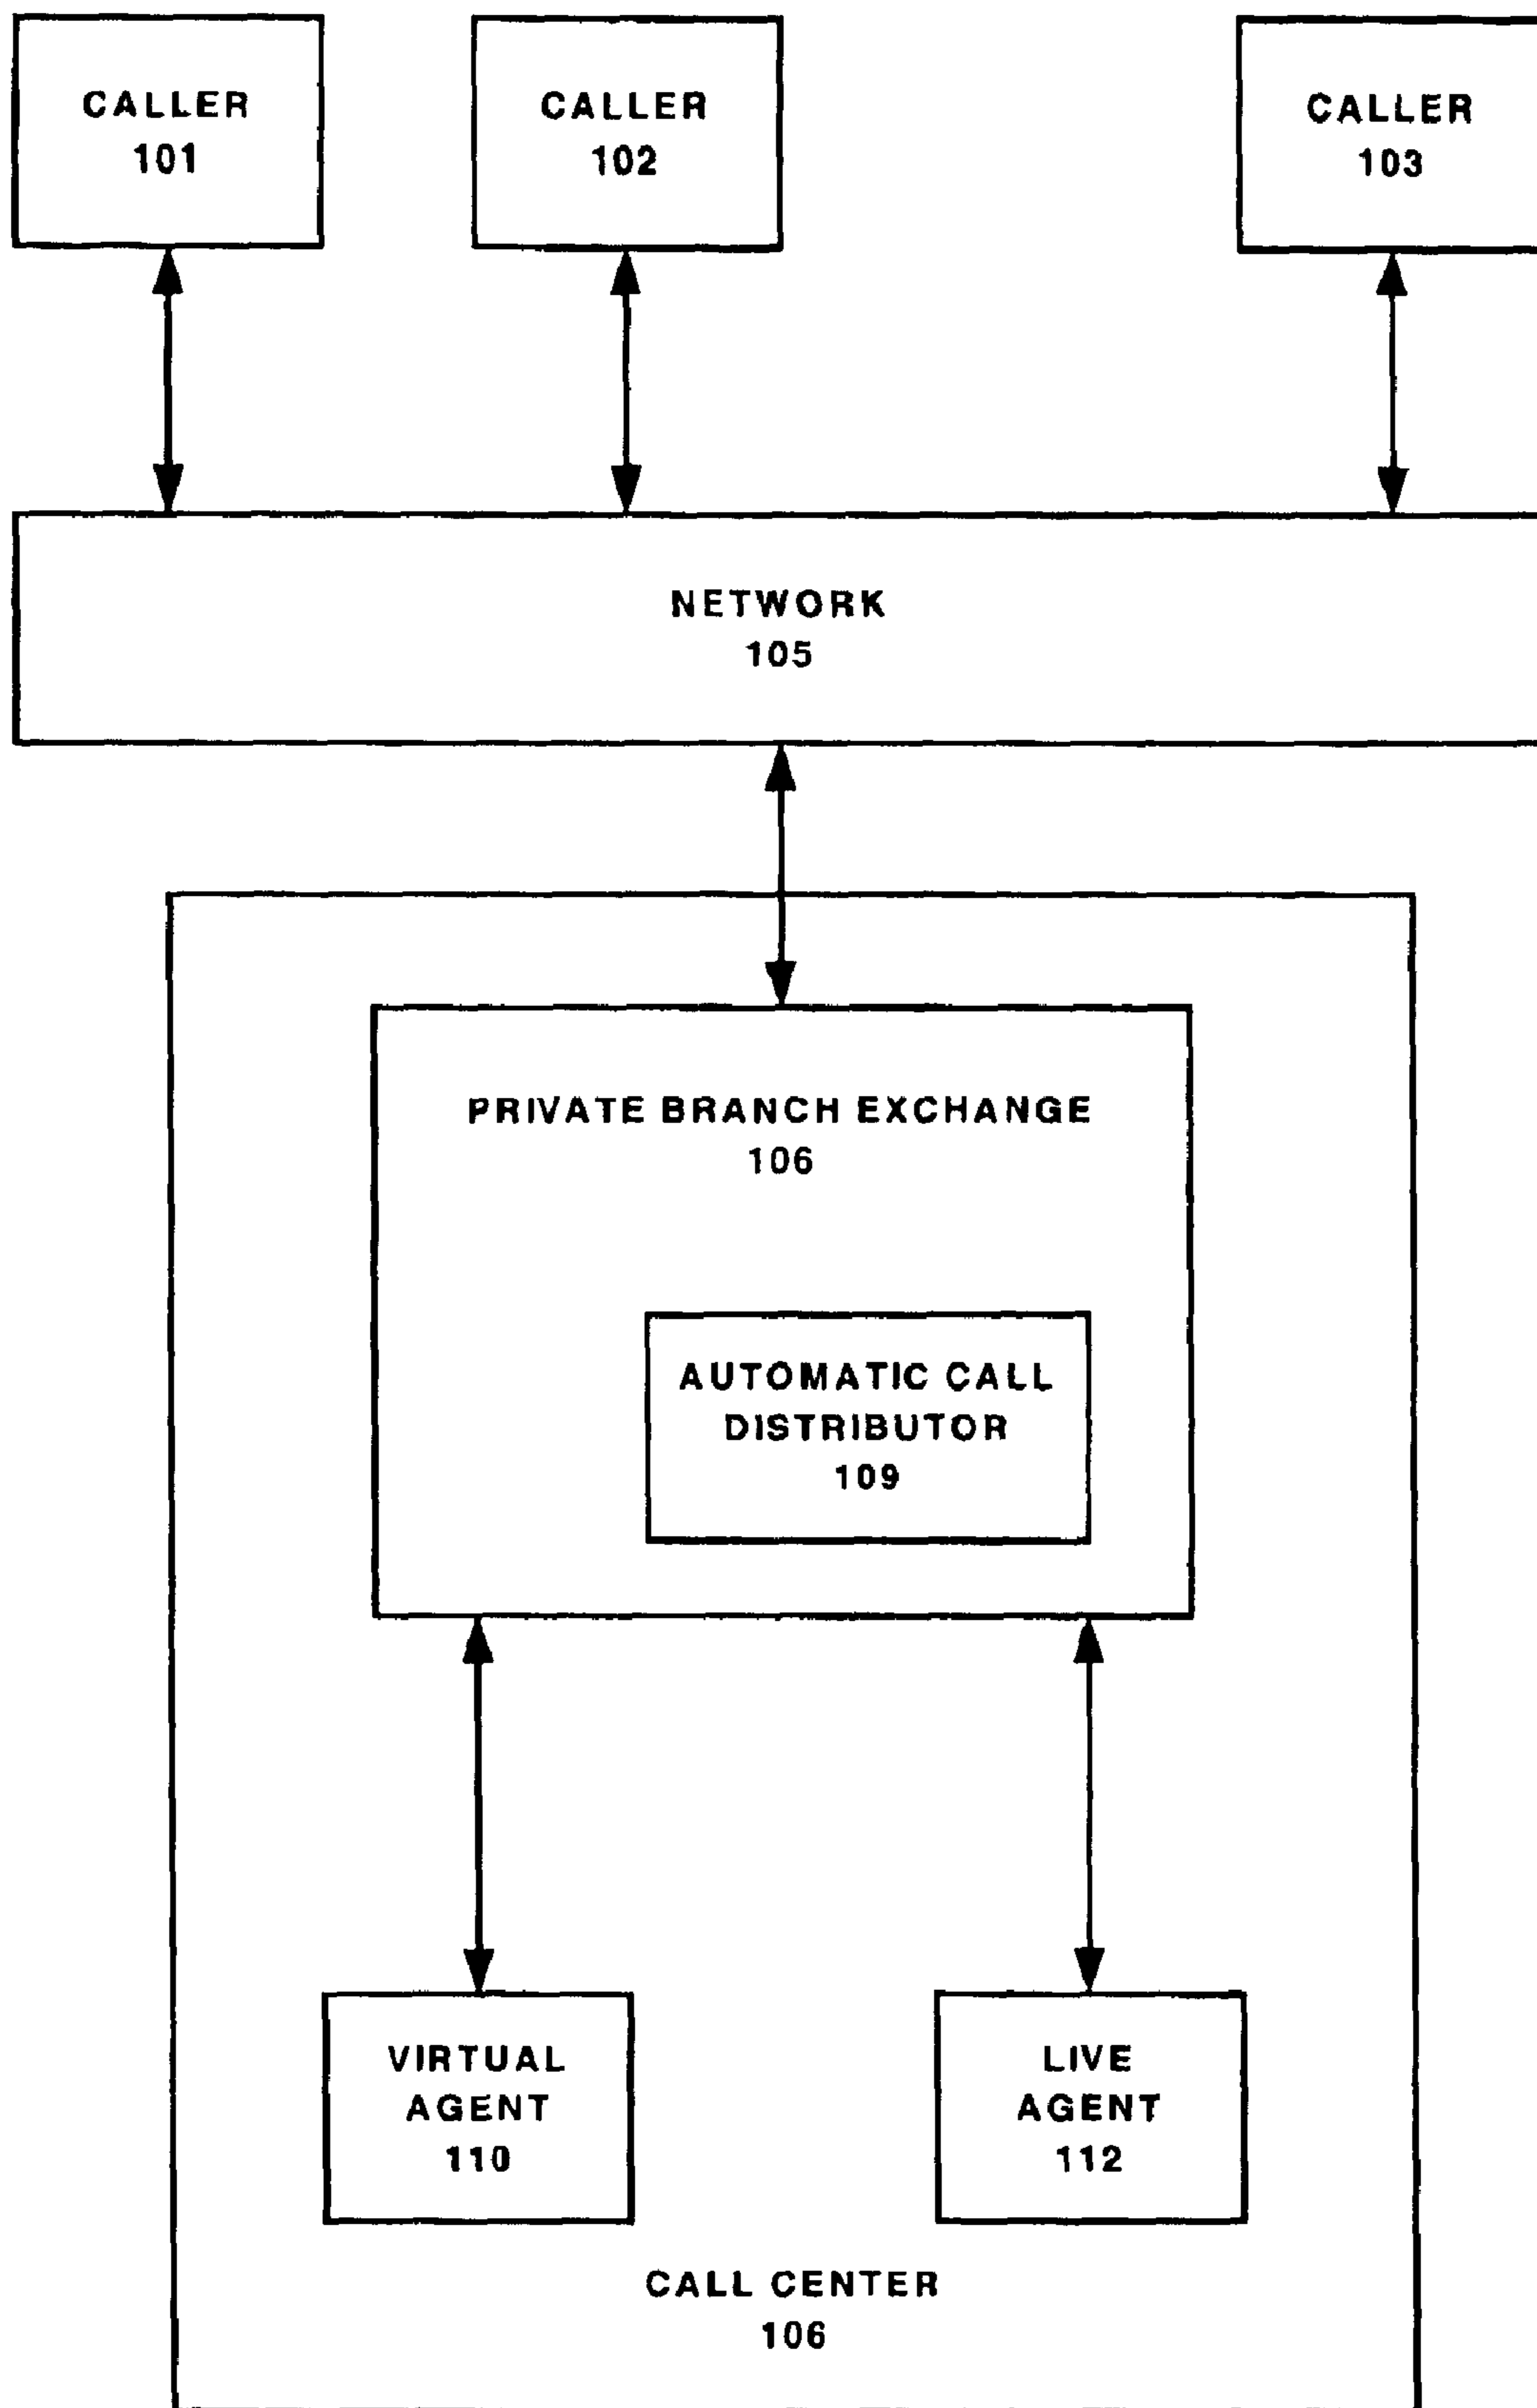 CALLER
101
CALLER
102
CALLER
103
NETWORK
105
PRIVATE BRANCH EXCHANGE
106
AUTOMATIC CALL
DISTRIBUTOR
109
VIRTUAL
AGENT
110
LIVE
AGENT
112
CALL CENTER
106